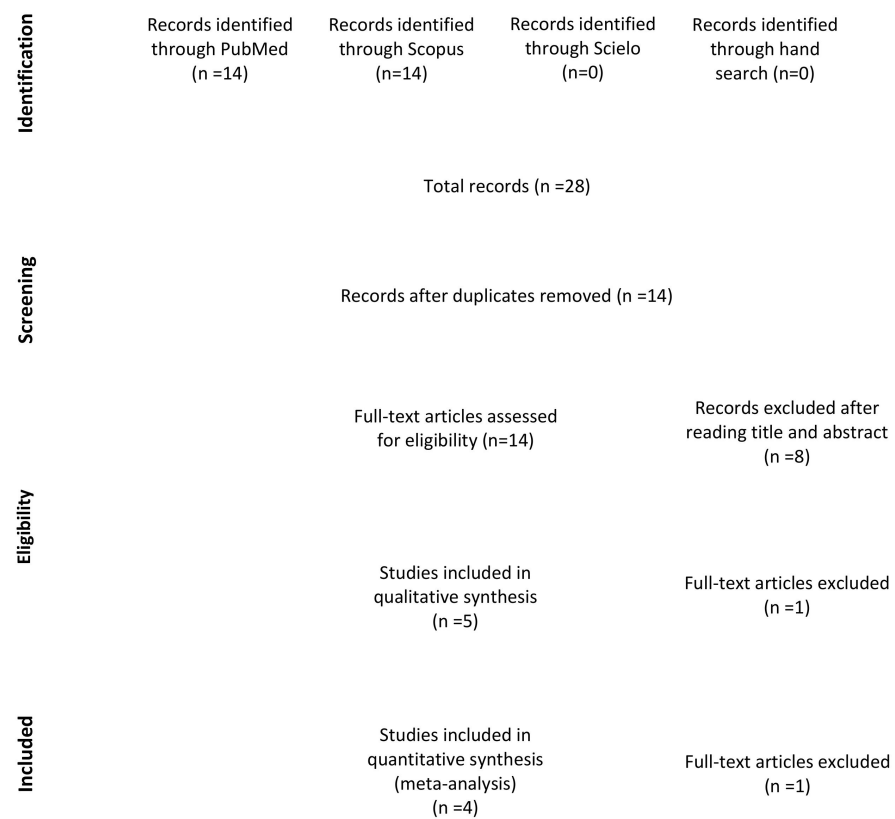 Identification
Records identified
through PubMed
(n =14)
Records identified
through Scopus
(n=14)
Records identified
through Scielo
(n=0)
Records identified
through hand
search (n=0)
Total records (n =28)
Screening
Records after duplicates removed (n =14)
Full-text articles assessed
for eligibility (n=14)
Records excluded after
reading title and abstract
(n =8)
Eligibility
Studies included in
qualitative synthesis
(n =5)
Full-text articles excluded
(n =1)
Included
Studies included in
quantitative synthesis
(meta-analysis)
(n =4)
Full-text articles excluded
(n =1)